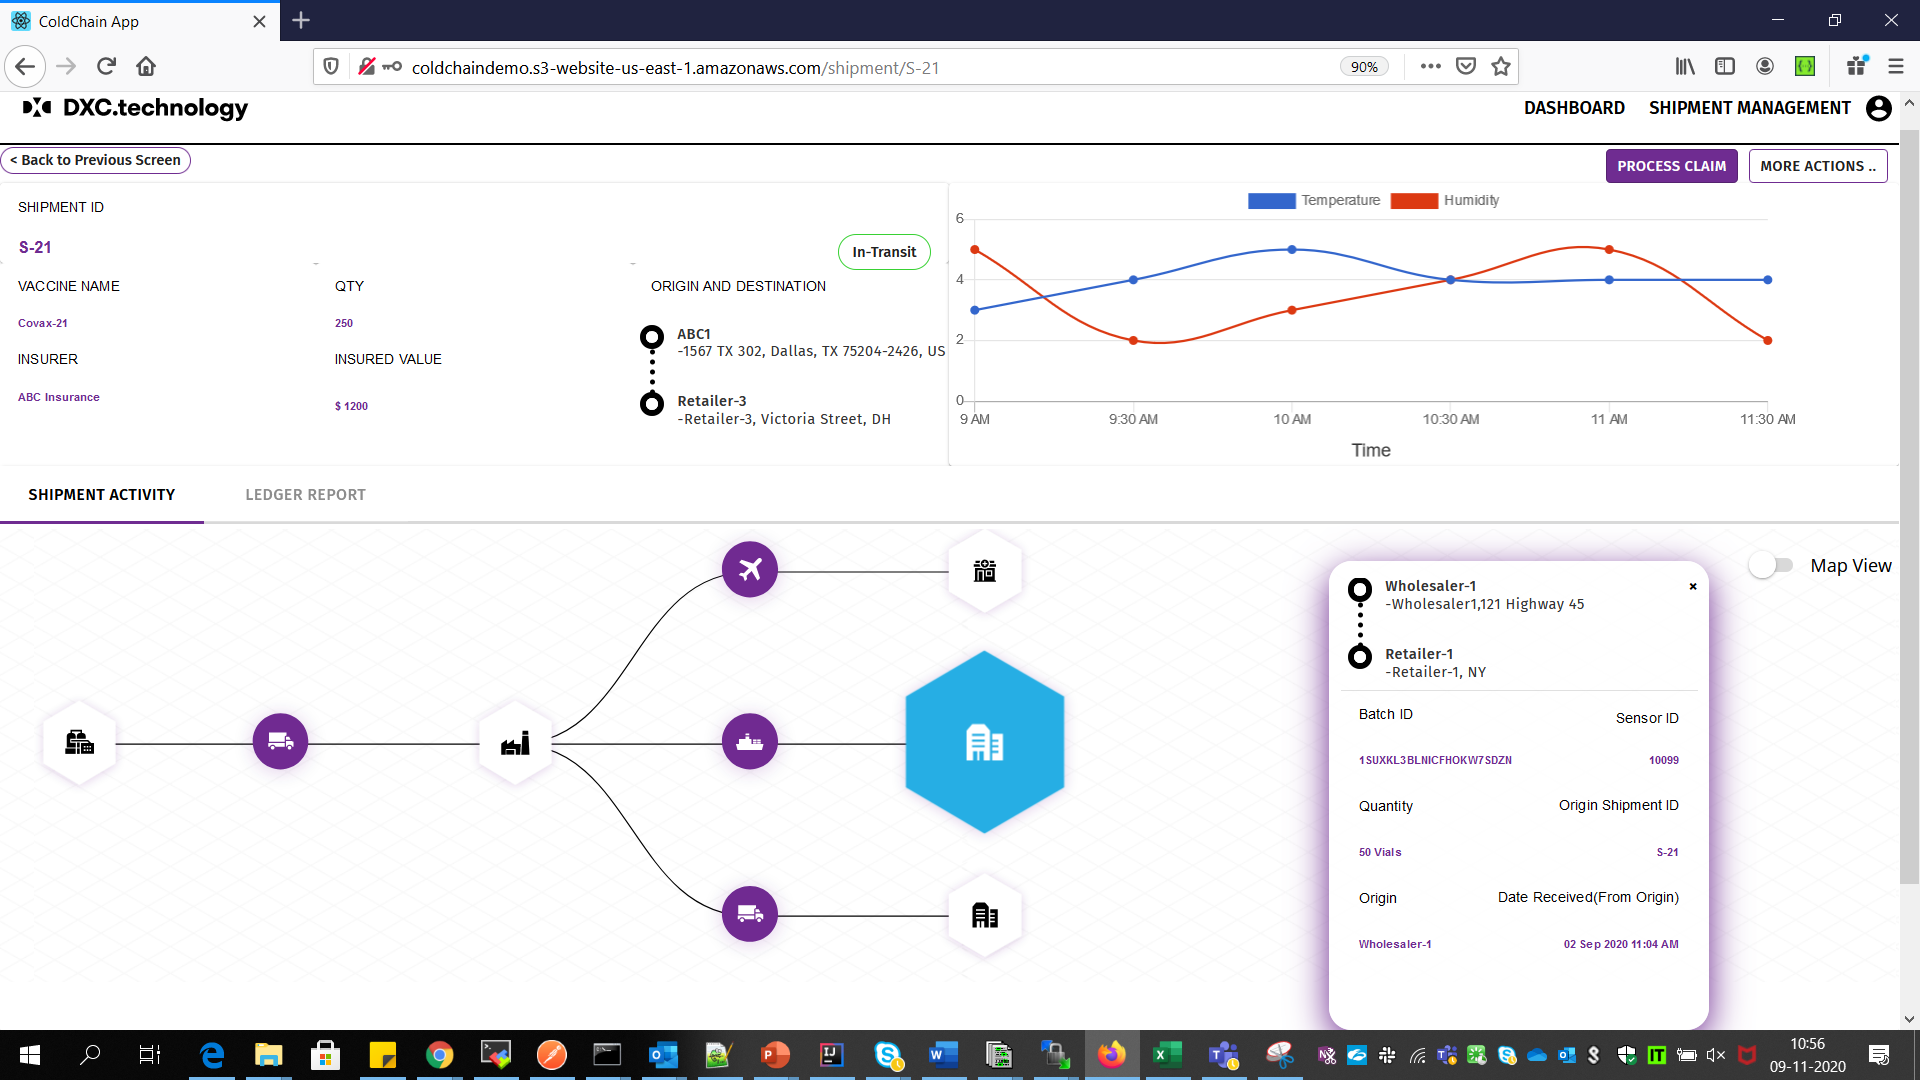 ColdChain App
coldchaindemo.s3-website-us-east-1.amazonaws.com/shipment/S-21
90%
DXC.technology
DASHBOARD
SHIPMENT MANAGEMENT
< Back to Previous Screen
PROCESS CLAIM
MORE ACTIONS ..
SHIPMENT ID
S-21
In-Transit
VACCINE NAME
QTY
ORIGIN AND DESTINATION
Covax-21
250
ABC1
-1567 TX 302, Dallas, TX 75204-2426, US
INSURER
INSURED VALUE
ABC Insurance
$ 1200
Retailer-3
-Retailer-3, Victoria Street, DH
Temperature
Humidity
6
4
2
0
9 AM
9:30 AM
10 AM
10:30 AM
11 AM
11:30 AM
Time
SHIPMENT ACTIVITY
LEDGER REPORT
Map View
Wholesaler-1
-Wholesaler1,121 Highway 45
×
Retailer-1
-Retailer-1, NY
Batch ID
Sensor ID
1SUXKL3BLNICFHOKW7SDZN
10099
Quantity
Origin Shipment ID
50 Vials
S-21
Origin
Date Received(From Origin)
Wholesaler-1
02 Sep 2020 11:04 AM
10:56
09-11-2020